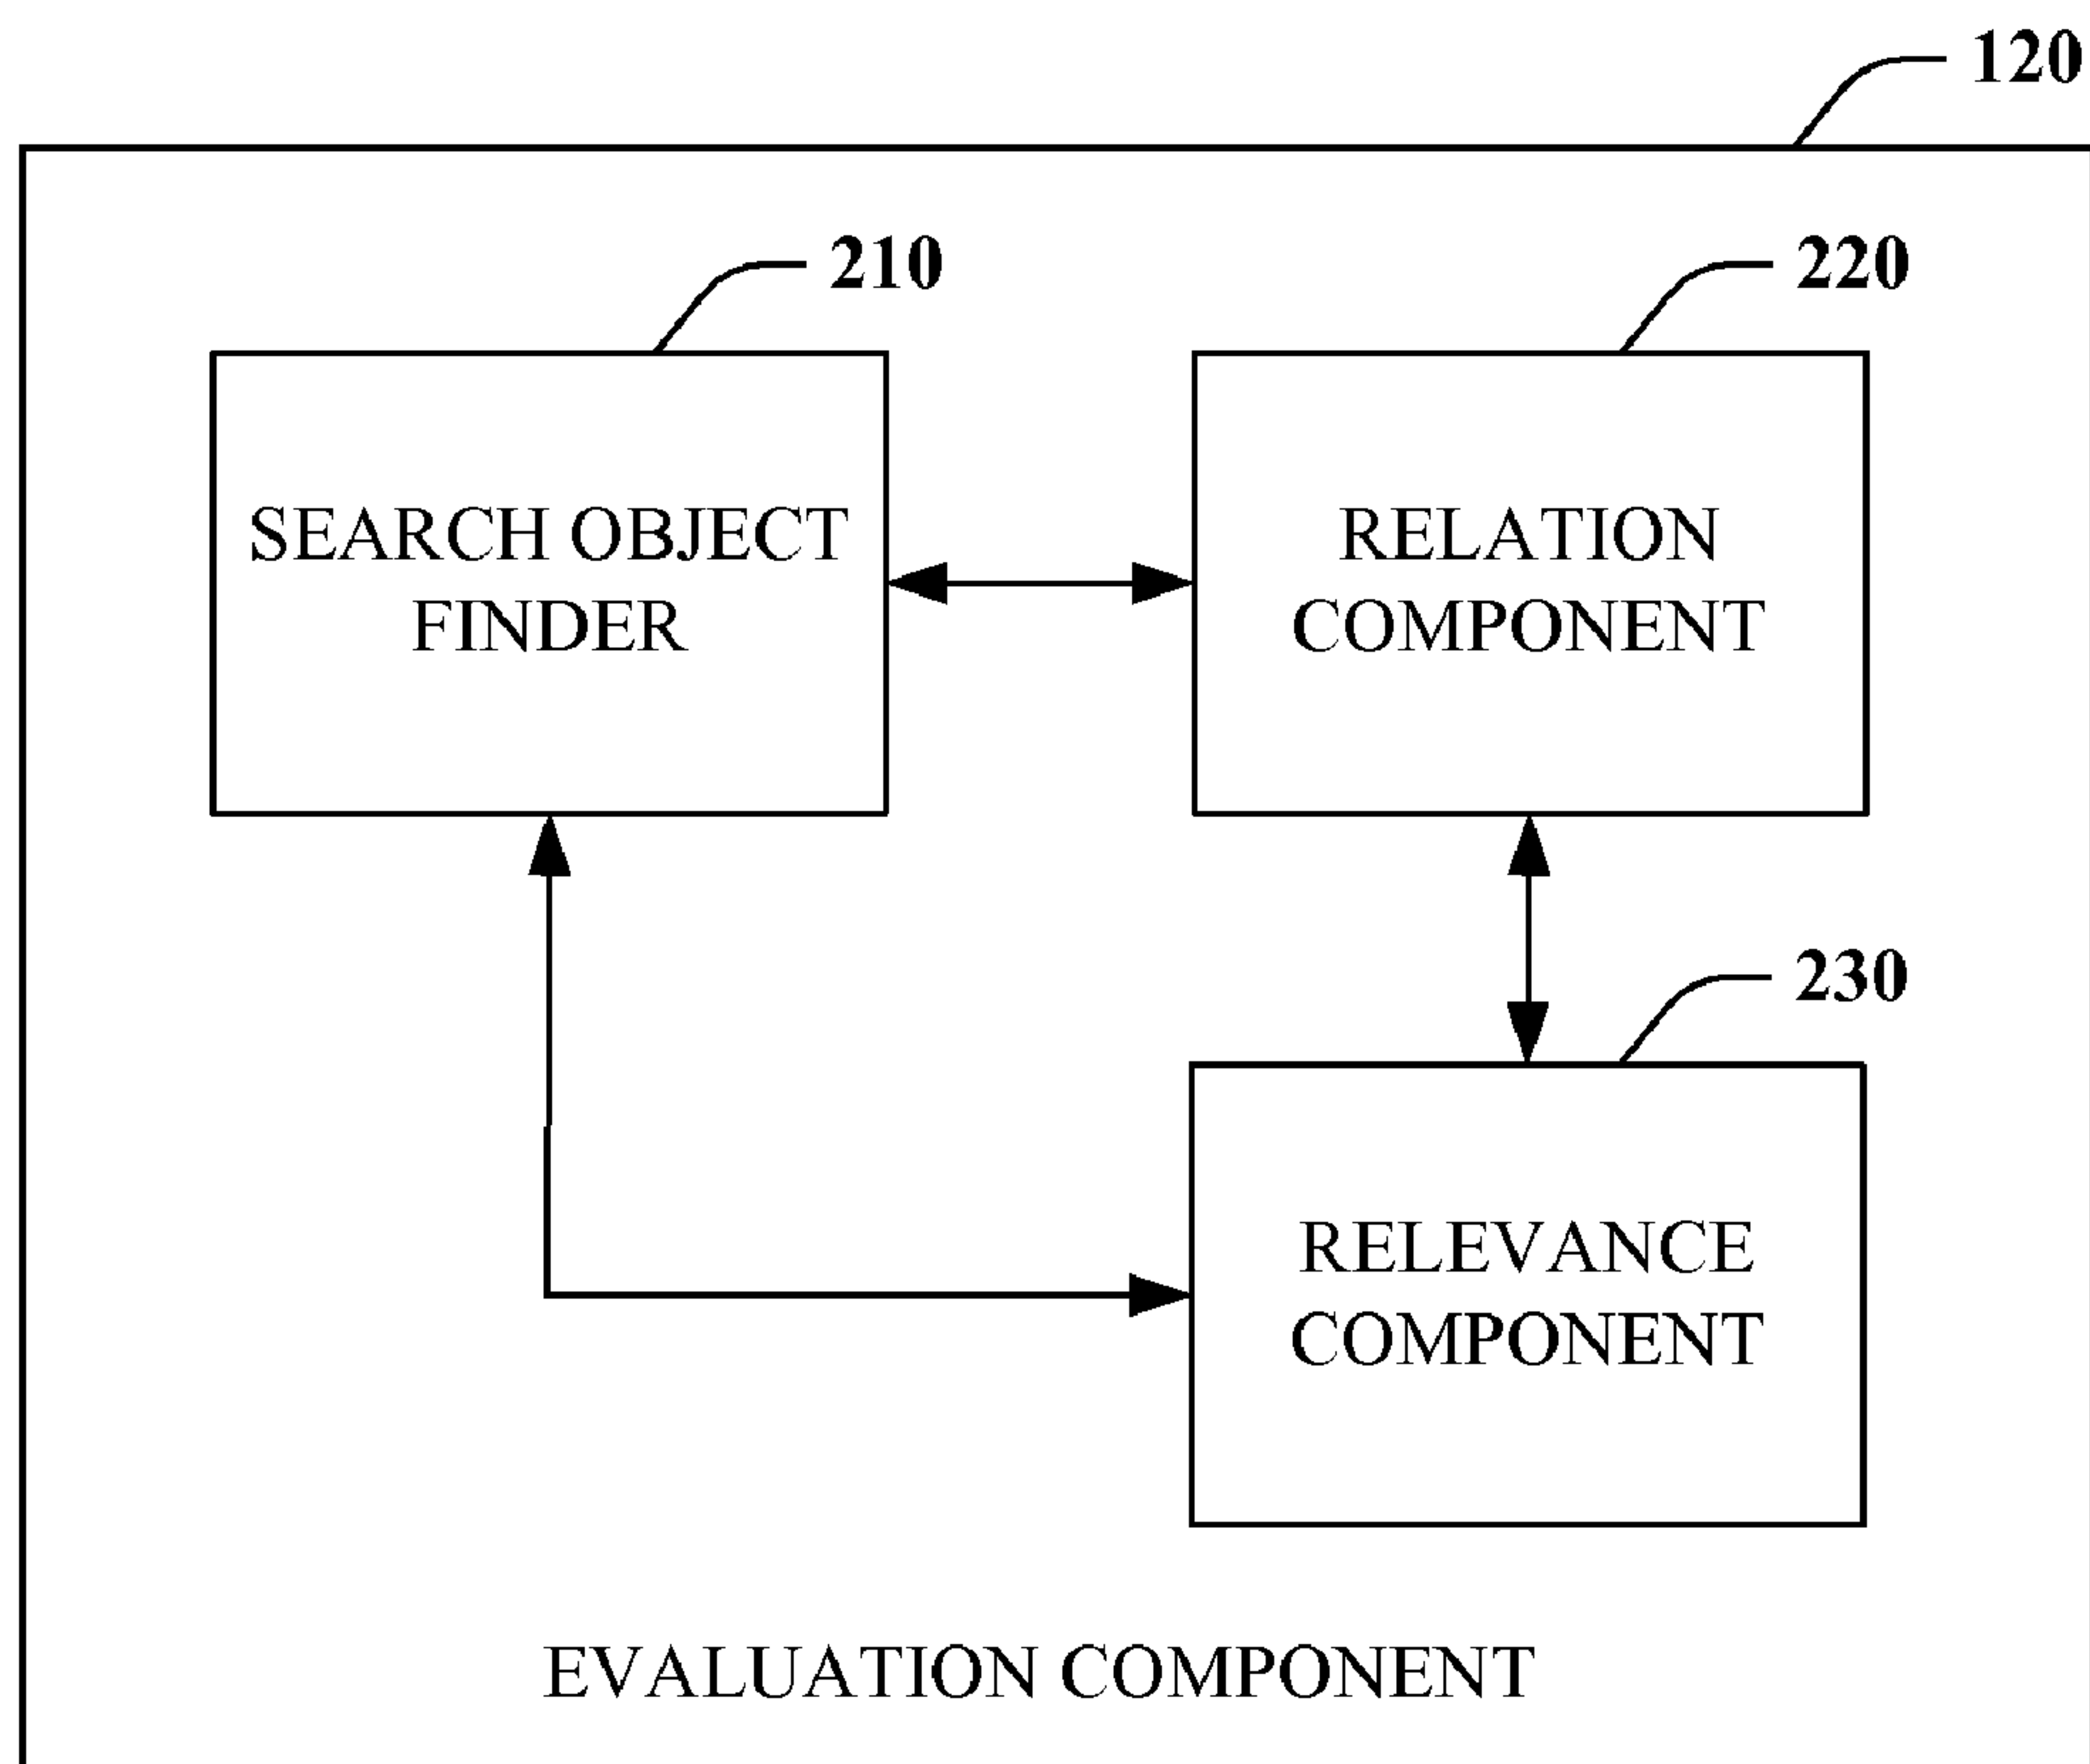 120
210
220
SEARCH OBJECT
FINDER
RELATION
COMPONENT
230
RELEVANCE
COMPONENT
EVALUATION COMPONENT